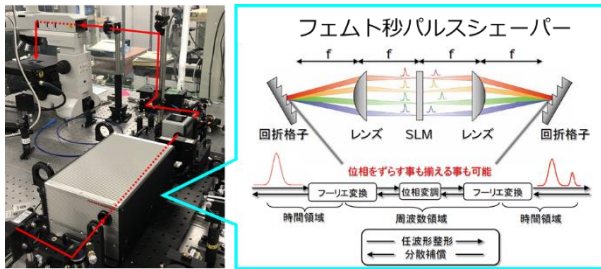 フェムト秒パルスシェーパー
f f f f
回折格子 レンズ SLM レンズ 回折格子
位相をずらす事も揃える事も可能
フーリエ変換 位相変調 フーリエ変換
時間領域 周波数領域 時間領域
任波形整形
分散補償